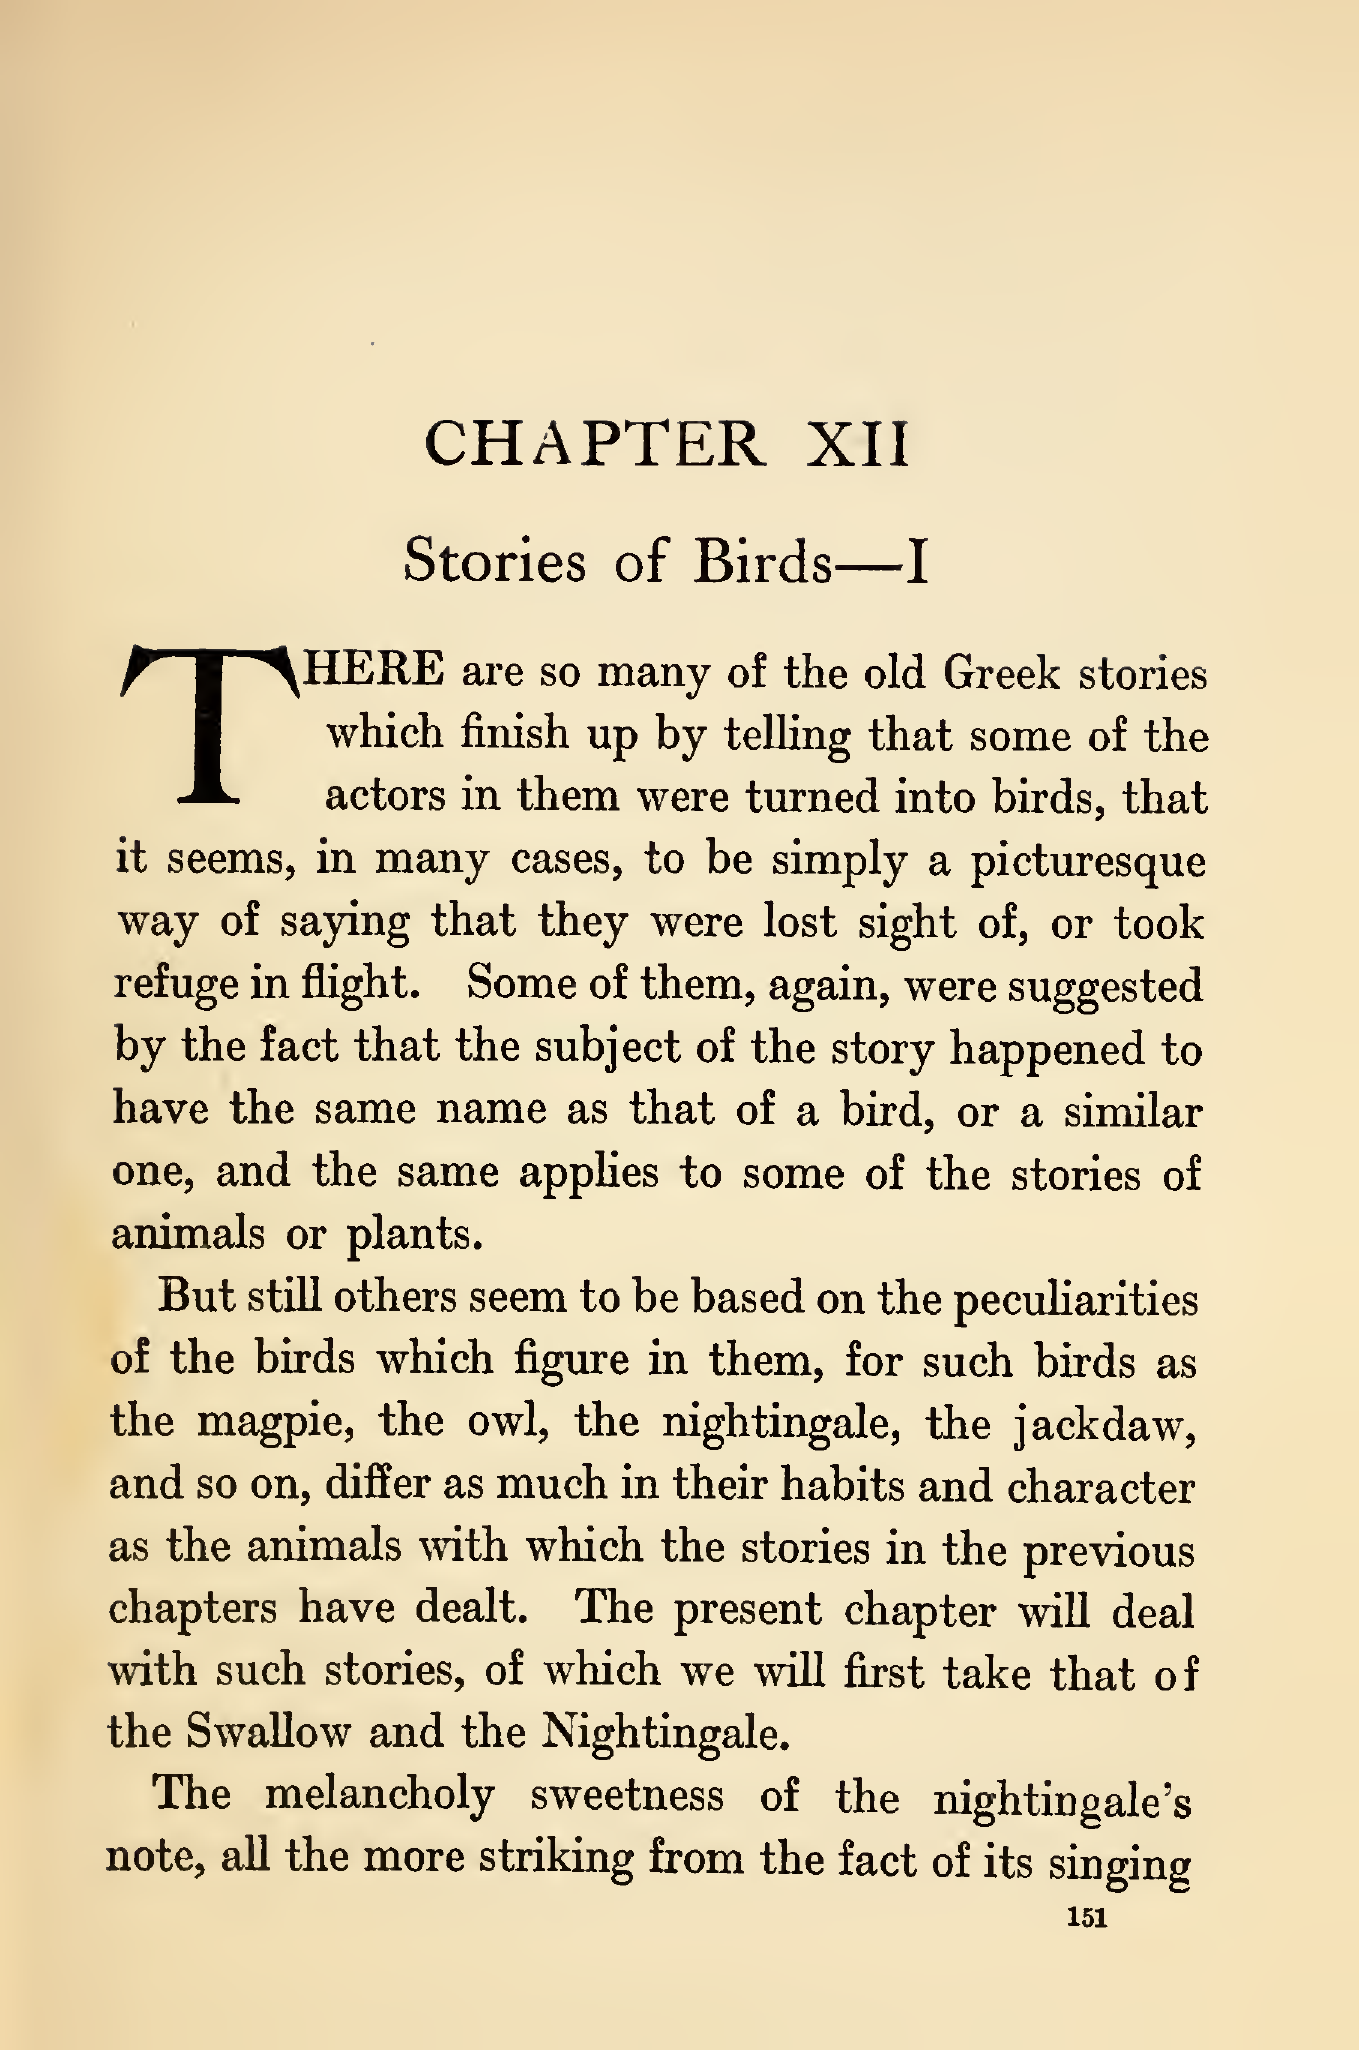 CHAPTER XII
Stories of Birds—I
THERE are so many of the old Greek stories
which finish up by telling that some of the
actors in them were turned into birds, that
it seems, in many cases, to be simply a picturesque
way of saying that they were lost sight of, or took
refuge in flight. Some of them, again, were suggested
by the fact that the subject of the story happened to
have the same name as that of a bird, or a similar
one, and the same applies to some of the stories of
animals or plants.
But still others seem to be based on the peculiarities
of the birds which figure in them, for such birds as
the magpie, the owl, the nightingale, the jackdaw,
and so on, differ as much in their habits and character
as the animals with which the stories in the previous
chapters have dealt. The present chapter will deal
with such stories, of which we will first take that of
the Swallow and the Nightingale.
The melancholy sweetness of the nightingale's
note, all the more striking from the fact of its singing
151